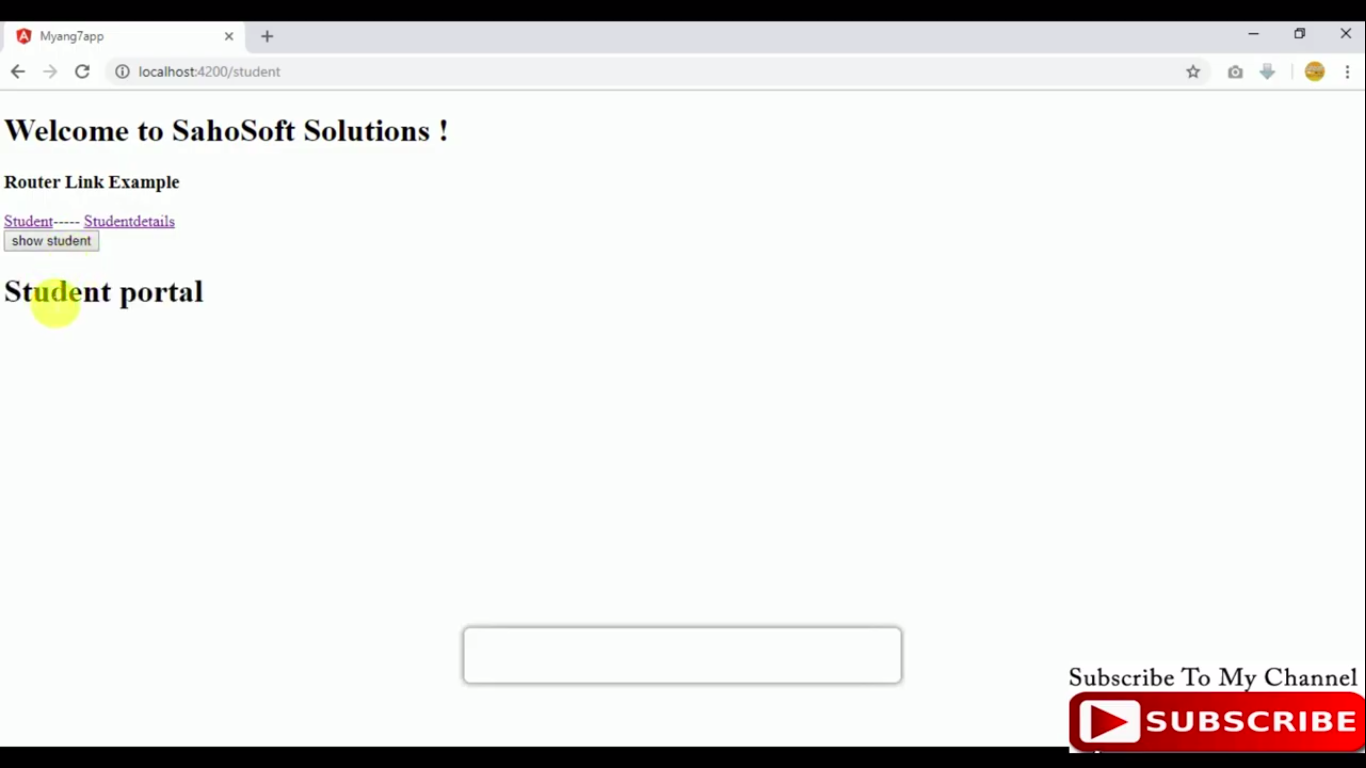 Myang7app
localhost:4200/student
Welcome to SahoSoft Solutions !
Router Link Example
Student----- Studentdetails
show student
Student portal
Subscribe To My Channel
SUBSCRIBE